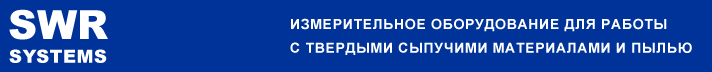 SWR
SYSTEMS
ИЗМЕРИТЕЛЬНОЕ ОБОРУДОВАНИЕ ДЛЯ РАБОТЫ
С ТВЕРДЫМИ СЫПУЧИМИ МАТЕРИАЛАМИ И ПЫЛЬЮ